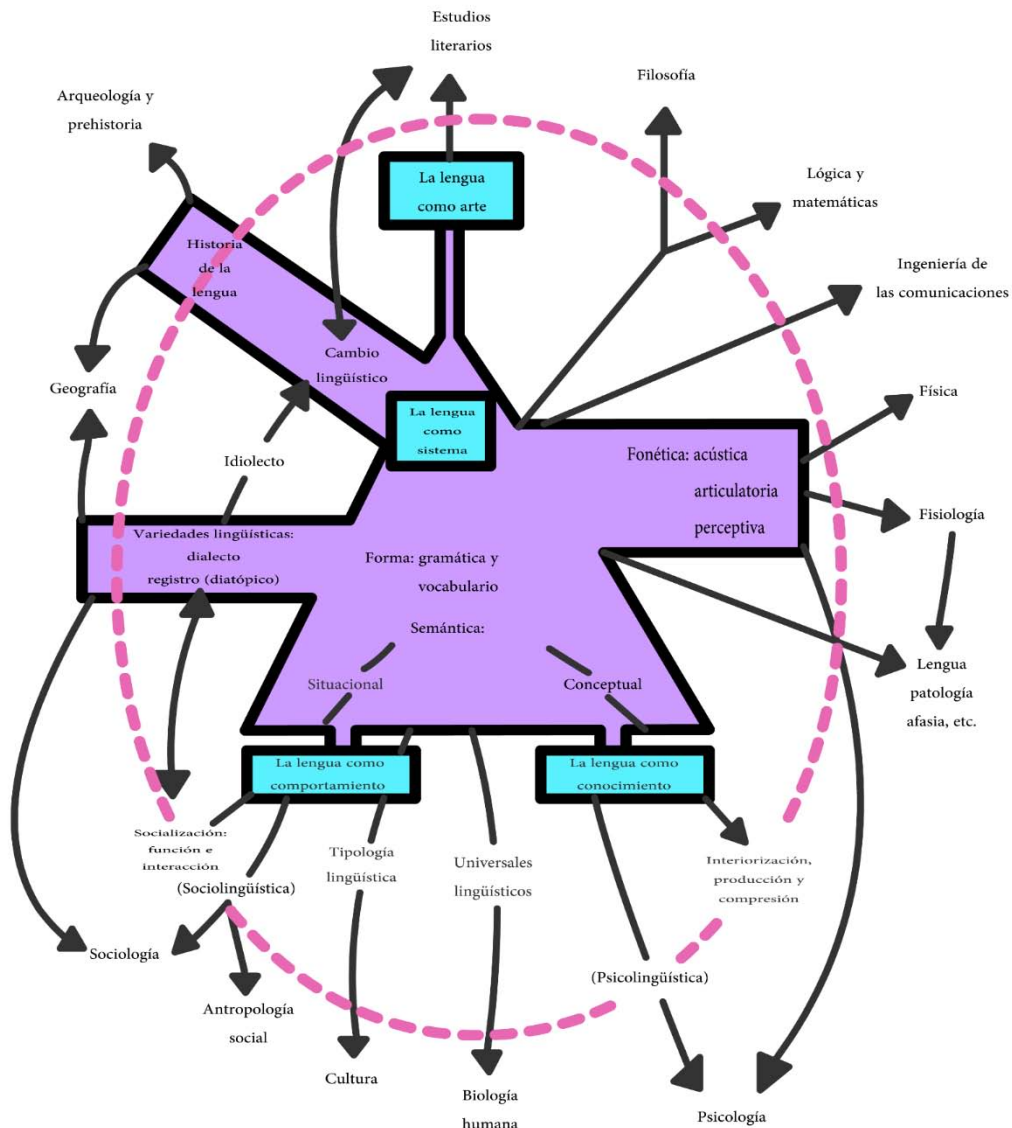 Estudios
literarios
Filosofía
Arqueología y
prehistoria
Lógica y
matemáticas
La lengua
como arte
Historia
de la
lengua
Ingeniería de
las comunicaciones
Cambio
lingüístico
Geografía
Física
La lengua
como
sistema
Idiolecto
Fonética: acústica
articulatoria
perceptiva
Fisiología
Variedades lingüísticas:
dialecto
registro (diatópico)
Forma: gramática y
vocabulario
Semántica:
Situacional
Conceptual
Lengua
patología
afasia, etc.
La lengua como
comportamiento
La lengua como
conocimiento
Socialización:
función e
interacción
(Sociolingüística)
Tipología
lingüística
Universales
lingüísticos
Interiorización,
producción y
compresión
Sociología
(Psicolingüística)
Antropología
social
Cultura
Biología
humana
Psicología